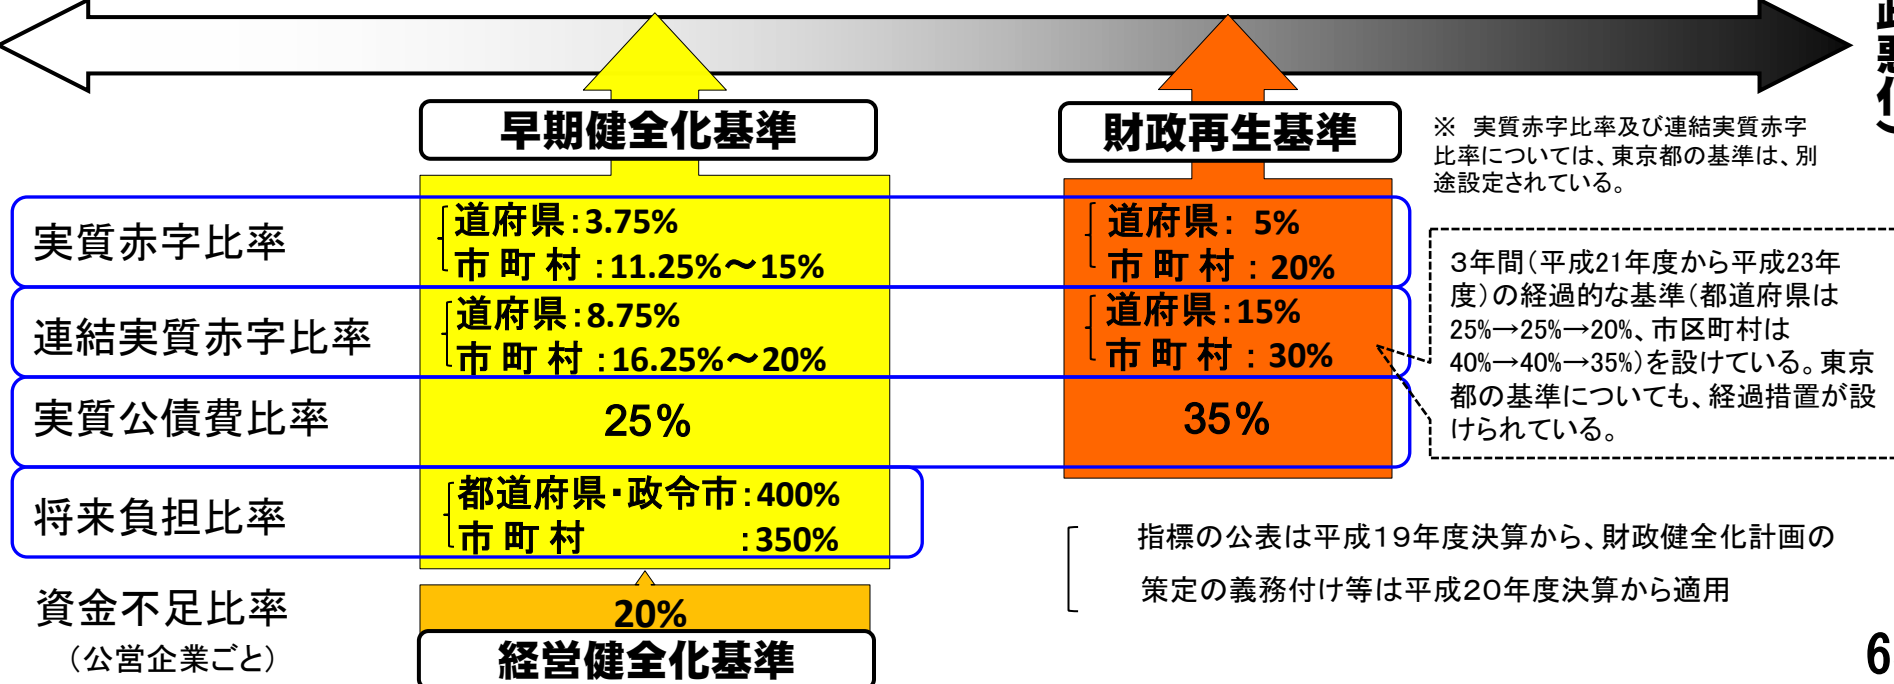 政悪化)
早期健全化基準
財政再生基準
※ 実質赤字比率及び連結実質赤字
比率については、東京都の基準は、別
途設定されている。
実質赤字比率
道府県:3.75%
市町村:11.25%~15%
道府県: 5%
市町村: 20%
連結実質赤字比率
道府県:8.75%
市町村:16.25%~20%
道府県:15%
市町村: 30%
3年間(平成21年度から平成23年
度)の経過的な基準(都道府県は
25%→25%→20%、市区町村は
40%→40%→35%)を設けている。東京
都の基準についても、経過措置が設
けられている。
実質公債費比率
25%
35%
将来負担比率
都道府県・政令市:400%
市町村 :350%
指標の公表は平成19年度決算から、財政健全化計画の
策定の義務付け等は平成20年度決算から適用
資金不足比率
(公営企業ごと)
20%
経営健全化基準
6